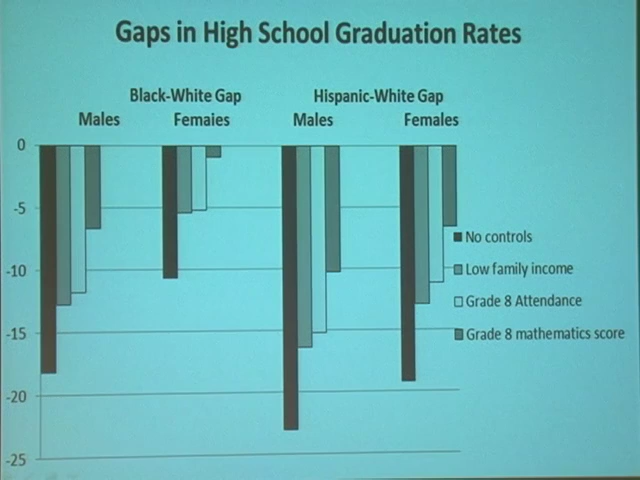 Gaps in High School Graduation Rates
Black-White Gap
Hispanic-White Gap
Males
Femaies
Males
Females
0
-5
-10
-15
-20
-25
No controls
Low family income
Grade 8 Attendance
Grade 8 mathematics score